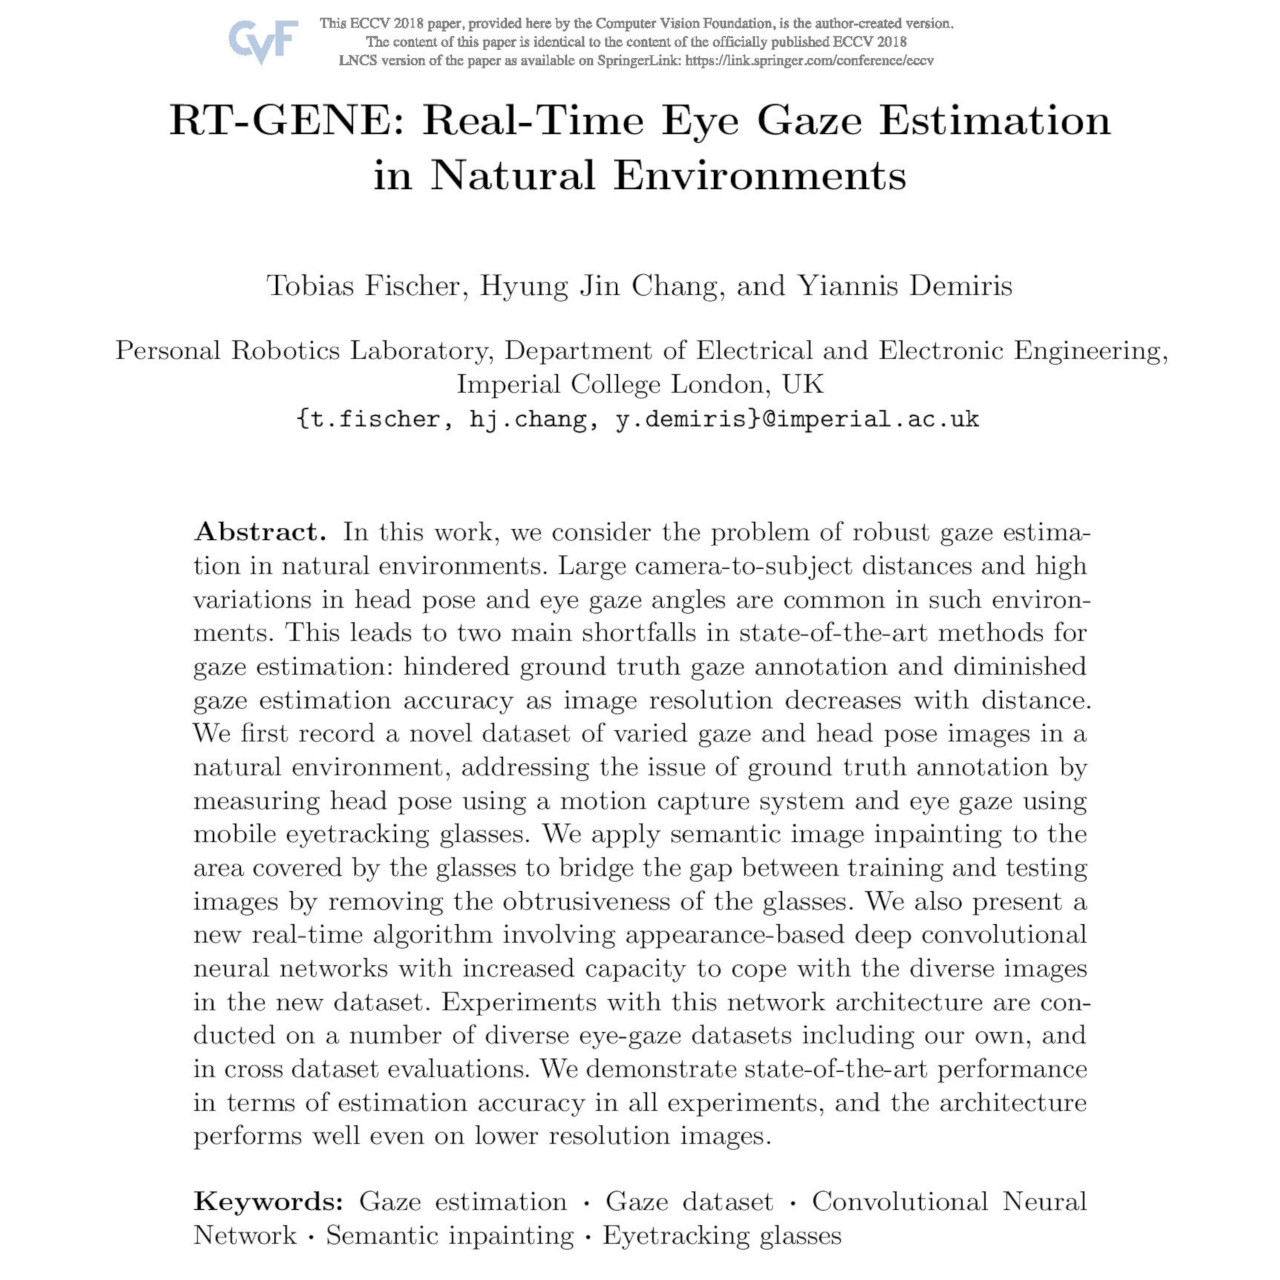 CVF
This ECCV 2018 paper, provided here by the Computer Vision Foundation, is the author-created version.
The content of this paper is identical to the content of the officially published ECCV 2018
LNCS version of the paper as available on SpringerLink: https://link.springer.com/conference/eccv
RT-GENE: Real-Time Eye Gaze Estimation
in Natural Environments
Tobias Fischer, Hyung Jin Chang, and Yiannis Demiris
Personal Robotics Laboratory, Department of Electrical and Electronic Engineering,
Imperial College London, UK
{t.fischer, hj.chang, y.demiris}@imperial.ac.uk
Abstract. In this work, we consider the problem of robust gaze estima-
tion in natural environments. Large camera-to-subject distances and high
variations in head pose and eye gaze angles are common in such environ-
ments. This leads to two main shortfalls in state-of-the-art methods for
gaze estimation: hindered ground truth gaze annotation and diminished
gaze estimation accuracy as image resolution decreases with distance.
We first record a novel dataset of varied gaze and head pose images in a
natural environment, addressing the issue of ground truth annotation by
measuring head pose using a motion capture system and eye gaze using
mobile eyetracking glasses. We apply semantic image inpainting to the
area covered by the glasses to bridge the gap between training and testing
images by removing the obtrusiveness of the glasses. We also present a
new real-time algorithm involving appearance-based deep convolutional
neural networks with increased capacity to cope with the diverse images
in the new dataset. Experiments with this network architecture are con-
ducted on a number of diverse eye-gaze datasets including our own, and
in cross dataset evaluations. We demonstrate state-of-the-art performance
in terms of estimation accuracy in all experiments, and the architecture
performs well even on lower resolution images.
Keywords: Gaze estimation · Gaze dataset · Convolutional Neural
Network · Semantic inpainting · Eyetracking glasses